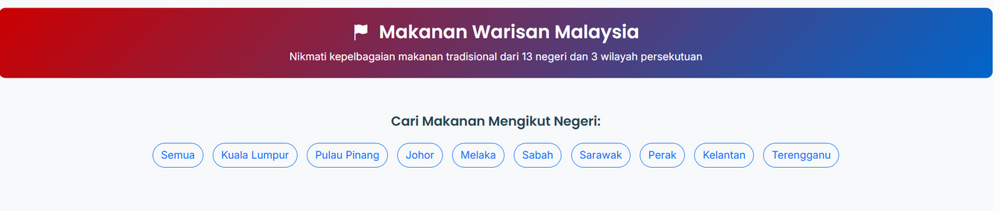 Makanan Warisan Malaysia
Nikmati kepelbagaian makanan tradisional dari 13 negeri dan 3 wilayah persekutuan
Cari Makanan Mengikut Negeri:
Semua Kuala Lumpur Pulau Pinang Johor Melaka Sabah Sarawak Perak Kelantan Terengganu